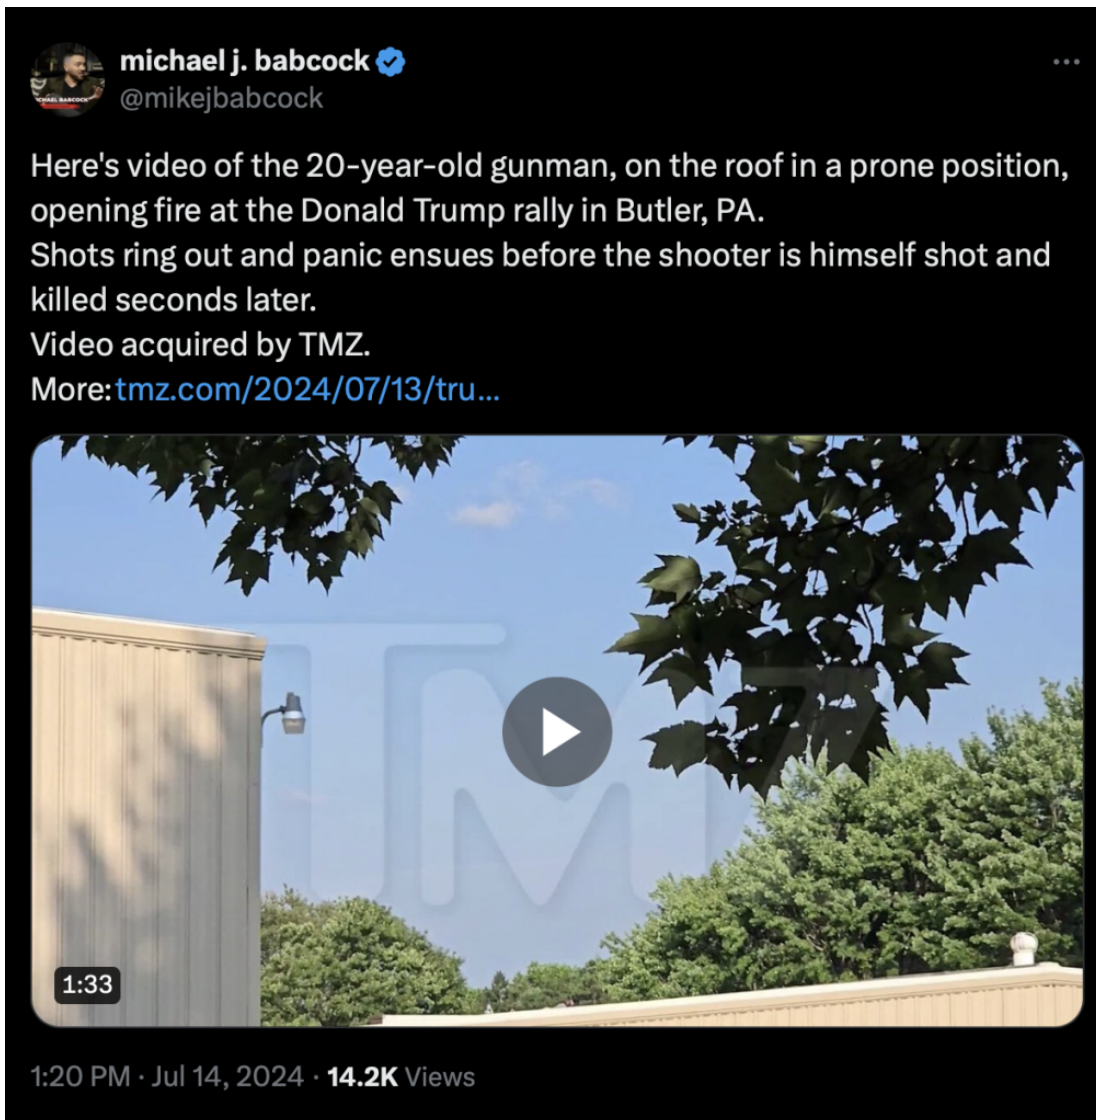 michael j. babcock
@mikejbabcock
Here's video of the 20-year-old gunman, on the roof in a prone position,
opening fire at the Donald Trump rally in Butler, PA.
Shots ring out and panic ensues before the shooter is himself shot and
killed seconds later.
Video acquired by TMZ.
More: tmz.com/2024/07/13/tru…
TMZ
1:33
1:20 PM · Jul 14, 2024 · 14.2K Views